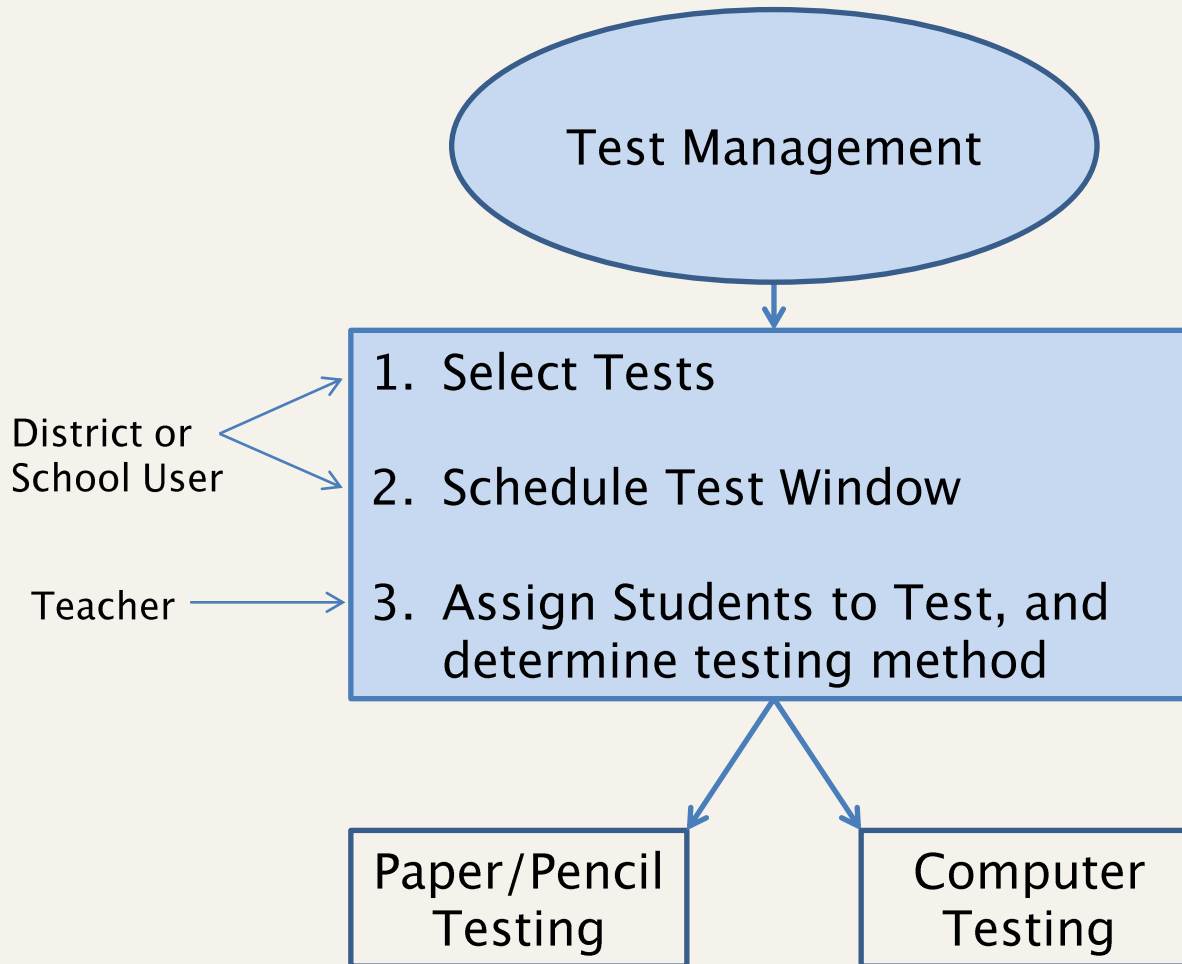 Test Management
1. Select Tests
District or
School User
2. Schedule Test Window
Teacher
3. Assign Students to Test, and
determine testing method
Paper/Pencil
Testing
Computer
Testing